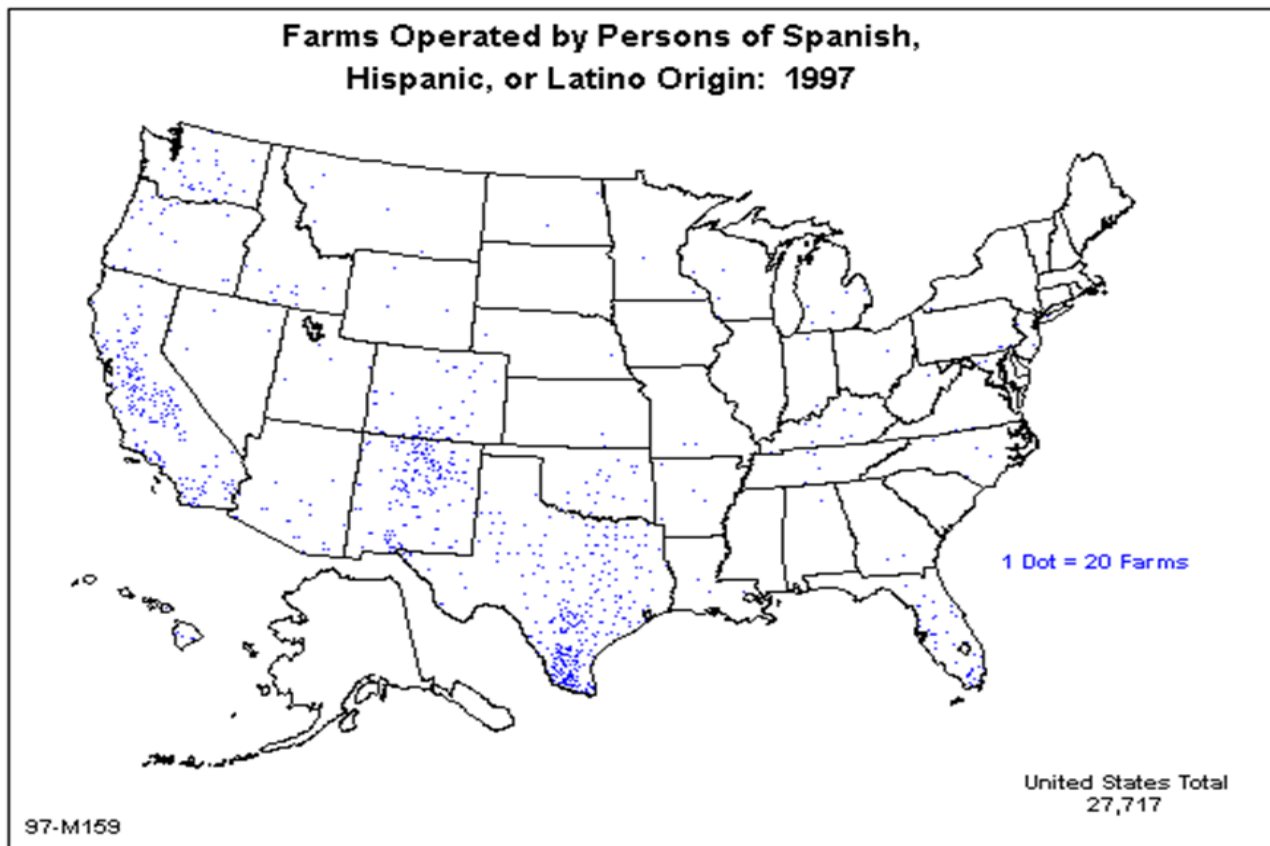 Farms Operated by Persons of Spanish,
Hispanic, or Latino Origin: 1997
1 Dot = 20 Farms
United States Total
27,717
97-M159